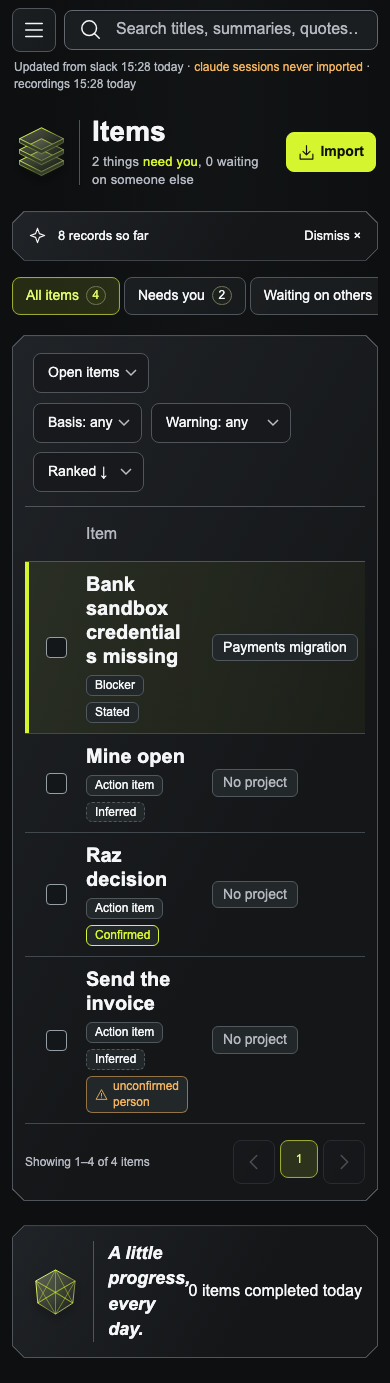 Search titles, summaries, quotes..
Updated from slack 15:28 today · claude sessions never imported ·
recordings 15:28 today
Items
2 things need you, 0 waiting
on someone else
Import
8 records so far
Dismiss ×
All items 4
Needs you 2
Waiting on others
Open items
Basis: any
Warning: any
Ranked ↓
Item
Bank
sandbox
credential
s missing
Blocker
Stated
Payments migration
Mine open
Action item
Inferred
No project
Raz
decision
Action item
Confirmed
No project
Send the
invoice
Action item
Inferred
unconfirmed
person
No project
Showing 1–4 of 4 items
1
A little
progress,
every
day.
0 items completed today